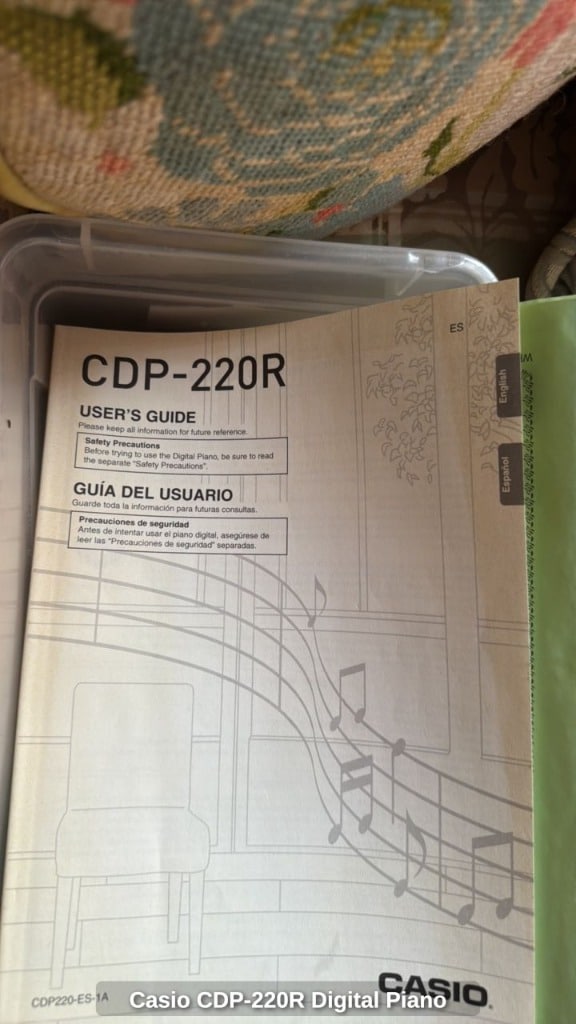 ES
CDP-220R
English
USER'S GUIDE
Please keep all information for future reference.
Safety Precautions
Before trying to use the Digital Piano, be sure to read
the separate "Safety Precautions".
Español
GUÍA DEL USUARIO
Guarde toda la información para futuras consultas.
Precauciones de seguridad
Antes de intentar usar el piano digital, asegúrese de
leer las "Precauciones de seguridad" separadas.
CASIO
CDP220-ES-1A
Casio CDP-220R Digital Piano